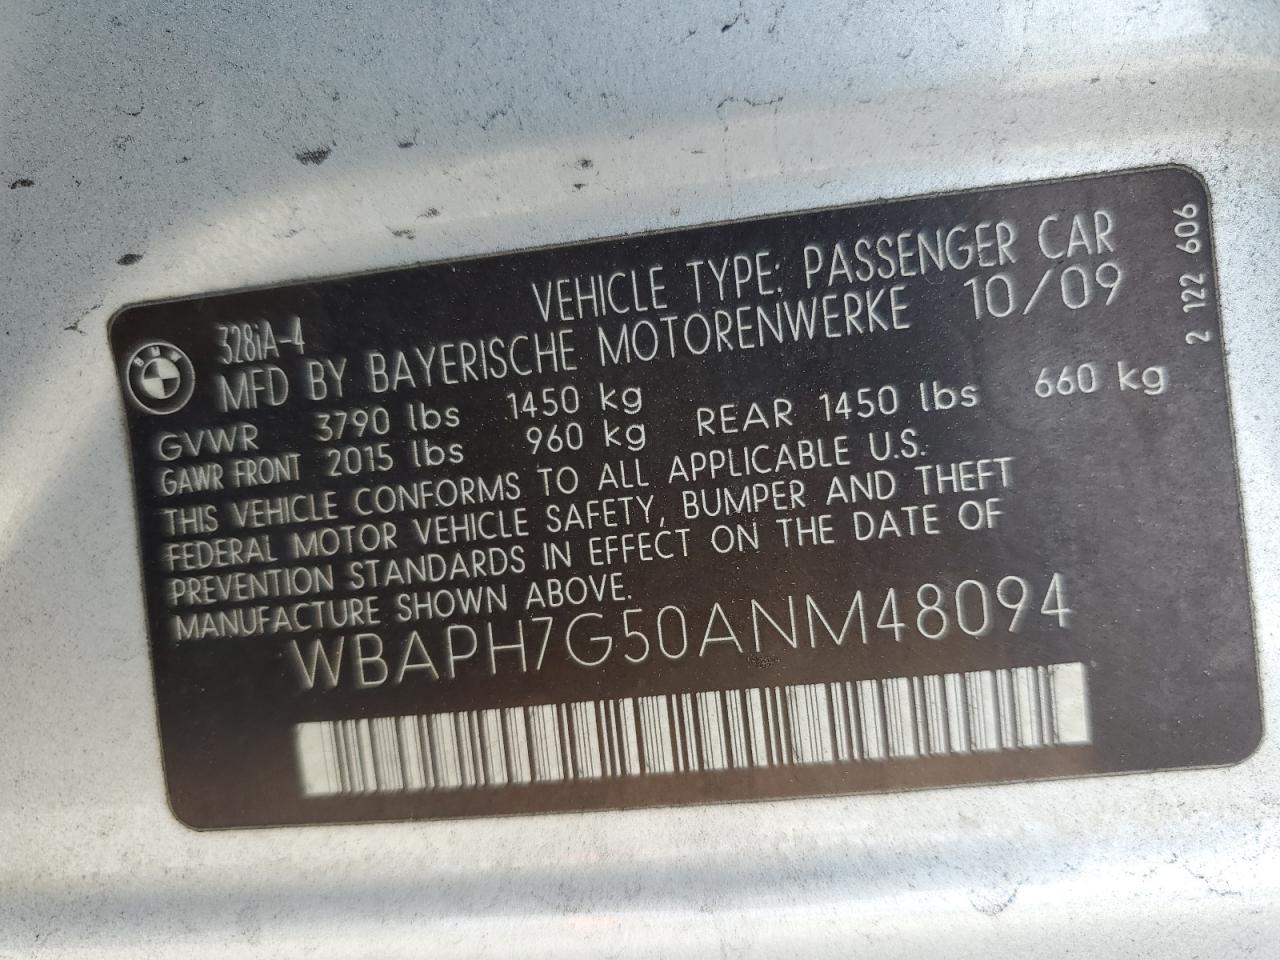 BMW
328iA-4
VEHICLE TYPE: PASSENGER CAR
MFD BY BAYERISCHE MOTORENWERKE 10/09
GVWR 3790 lbs 1450 kg
GAWR FRONT 2015 lbs 960 kg REAR 1450 lbs 660 kg
THIS VEHICLE CONFORMS TO ALL APPLICABLE U.S.
FEDERAL MOTOR VEHICLE SAFETY, BUMPER AND THEFT
PREVENTION STANDARDS IN EFFECT ON THE DATE OF
MANUFACTURE SHOWN ABOVE.
WBAPH7G50ANM48094
2 122 606